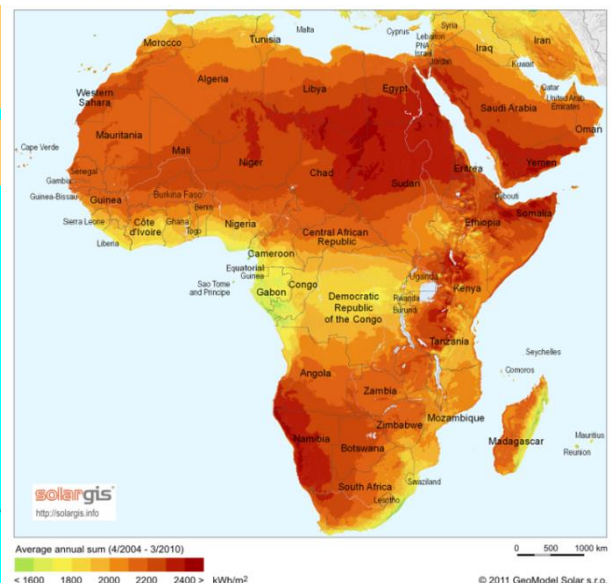 Malta
Cyprus
Syria
Lebanon
PNA
Israel
Jordan
Iraq
Iran
Kuwait
Morocco
Tunisia
Algeria
Libya
Egypt
Qatar
United Arab
Emirates
Western
Sahara
Saudi Arabia
Oman
Mauritania
Mali
Niger
Chad
Sudan
Eritrea
Yemen
Cape Verde
Senegal
Gambia
Guinea-Bissau
Guinea
Burkina Faso
Benin
Djibouti
Somalia
Sierra Leone
Liberia
Côte
d'Ivoire
Ghana
Togo
Nigeria
Central African
Republic
Ethiopia
Cameroon
Equatorial
Guinea
Sao Tome
and Principe
Gabon
Congo
Democratic
Republic
of the Congo
Uganda
Kenya
Rwanda
Burundi
Tanzania
Seychelles
Comoros
Angola
Zambia
Mozambique
Zimbabwe
Madagascar
Mauritius
Reunion
Namibia
Botswana
Swaziland
South Africa
Lesotho
solargis
http://solargis.info
Average annual sum (4/2004 - 3/2010)
< 1600 1800 2000 2200 2400 > kWh/m²
0 500 1000 km
© 2011 GeoModel Solar s.r.o.